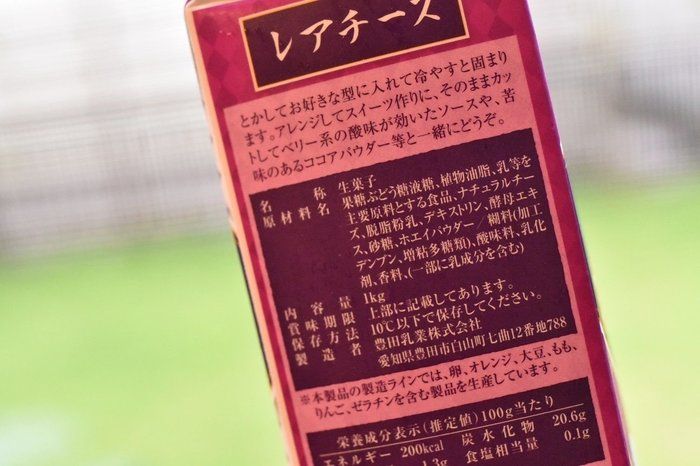 レアチーズ
とかしてお好きな型に入れて冷やすと固まり
ます。アレンジしてスイーツ作りに、そのままカッ
トしてベリー系の酸味が効いたソースや、苦
味のあるココアパウダー等と一緒にどうぞ。
名称 生菓子
原材料名 果糖ぶどう糖液糖、植物油脂、乳等を
主要原料とする食品、ナチュラルチー
ズ、脱脂粉乳、デキストリン、酵母エキ
ス、砂糖、ホエイパウダー／糊料(加工
デンプン、増粘多糖類)、酸味料、乳化
剤、香料、(一部に乳成分を含む)
内容量 1kg
賞味期限 上部に記載してあります。
保存方法 10℃以下で保存してください。
製造者 豊田乳業株式会社
愛知県豊田市白山町七曲12番地788
※本製品の製造ラインでは、卵、オレンジ、大豆、もも、
りんご、ゼラチンを含む製品を生産しています。
栄養成分表示(推定値)100g当たり
エネルギー 200kcal 炭水化物 20.6g
1.3g 食塩相当量 0.1g